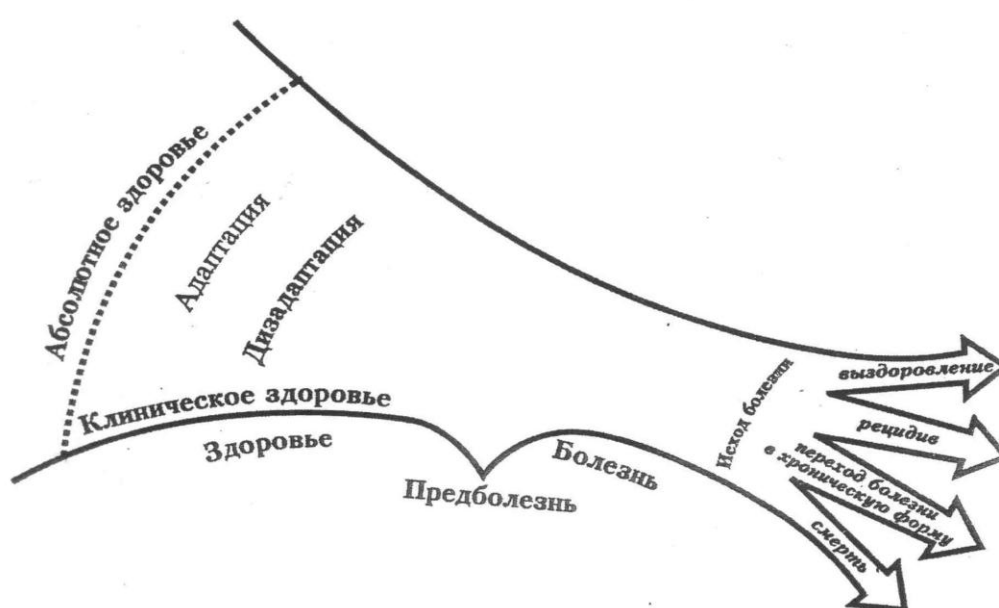 Абсолютное здоровье
Адаптация
Дизадаптация
Клиническое здоровье
Здоровье
Предболезнь
Болезнь
Исход болезни
выздоровление
рецидив
переход болезни
в хроническую форму
смерть